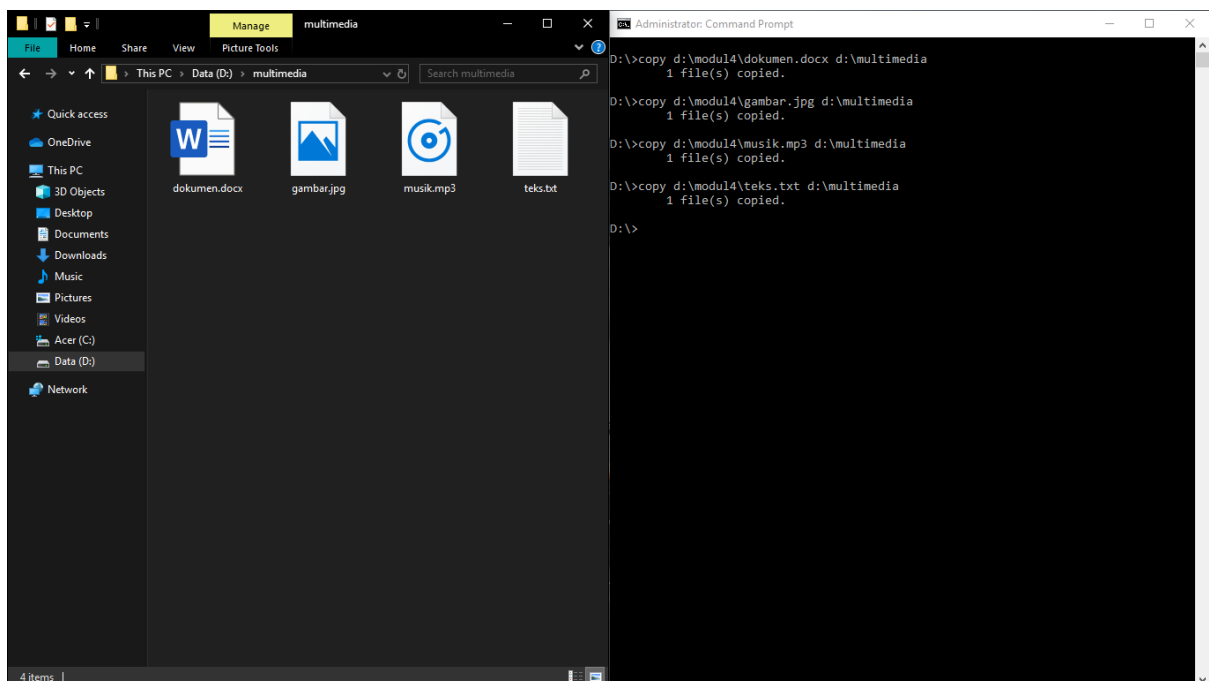 Manage
multimedia
File
Home
Share
View
Picture Tools
This PC
Data (D:)
multimedia
Search multimedia
Quick access
OneDrive
This PC
3D Objects
Desktop
Documents
Downloads
Music
Pictures
Videos
Acer (C:)
Data (D:)
Network
W
dokumen.docx
gambar.jpg
musik.mp3
teks.txt
4 items
Administrator: Command Prompt
D:\>copy d:\modul4\dokumen.docx d:\multimedia
1 file(s) copied.
D:\>copy d:\modul4\gambar.jpg d:\multimedia
1 file(s) copied.
D:\>copy d:\modul4\musik.mp3 d:\multimedia
1 file(s) copied.
D:\>copy d:\modul4\teks.txt d:\multimedia
1 file(s) copied.
D:\>